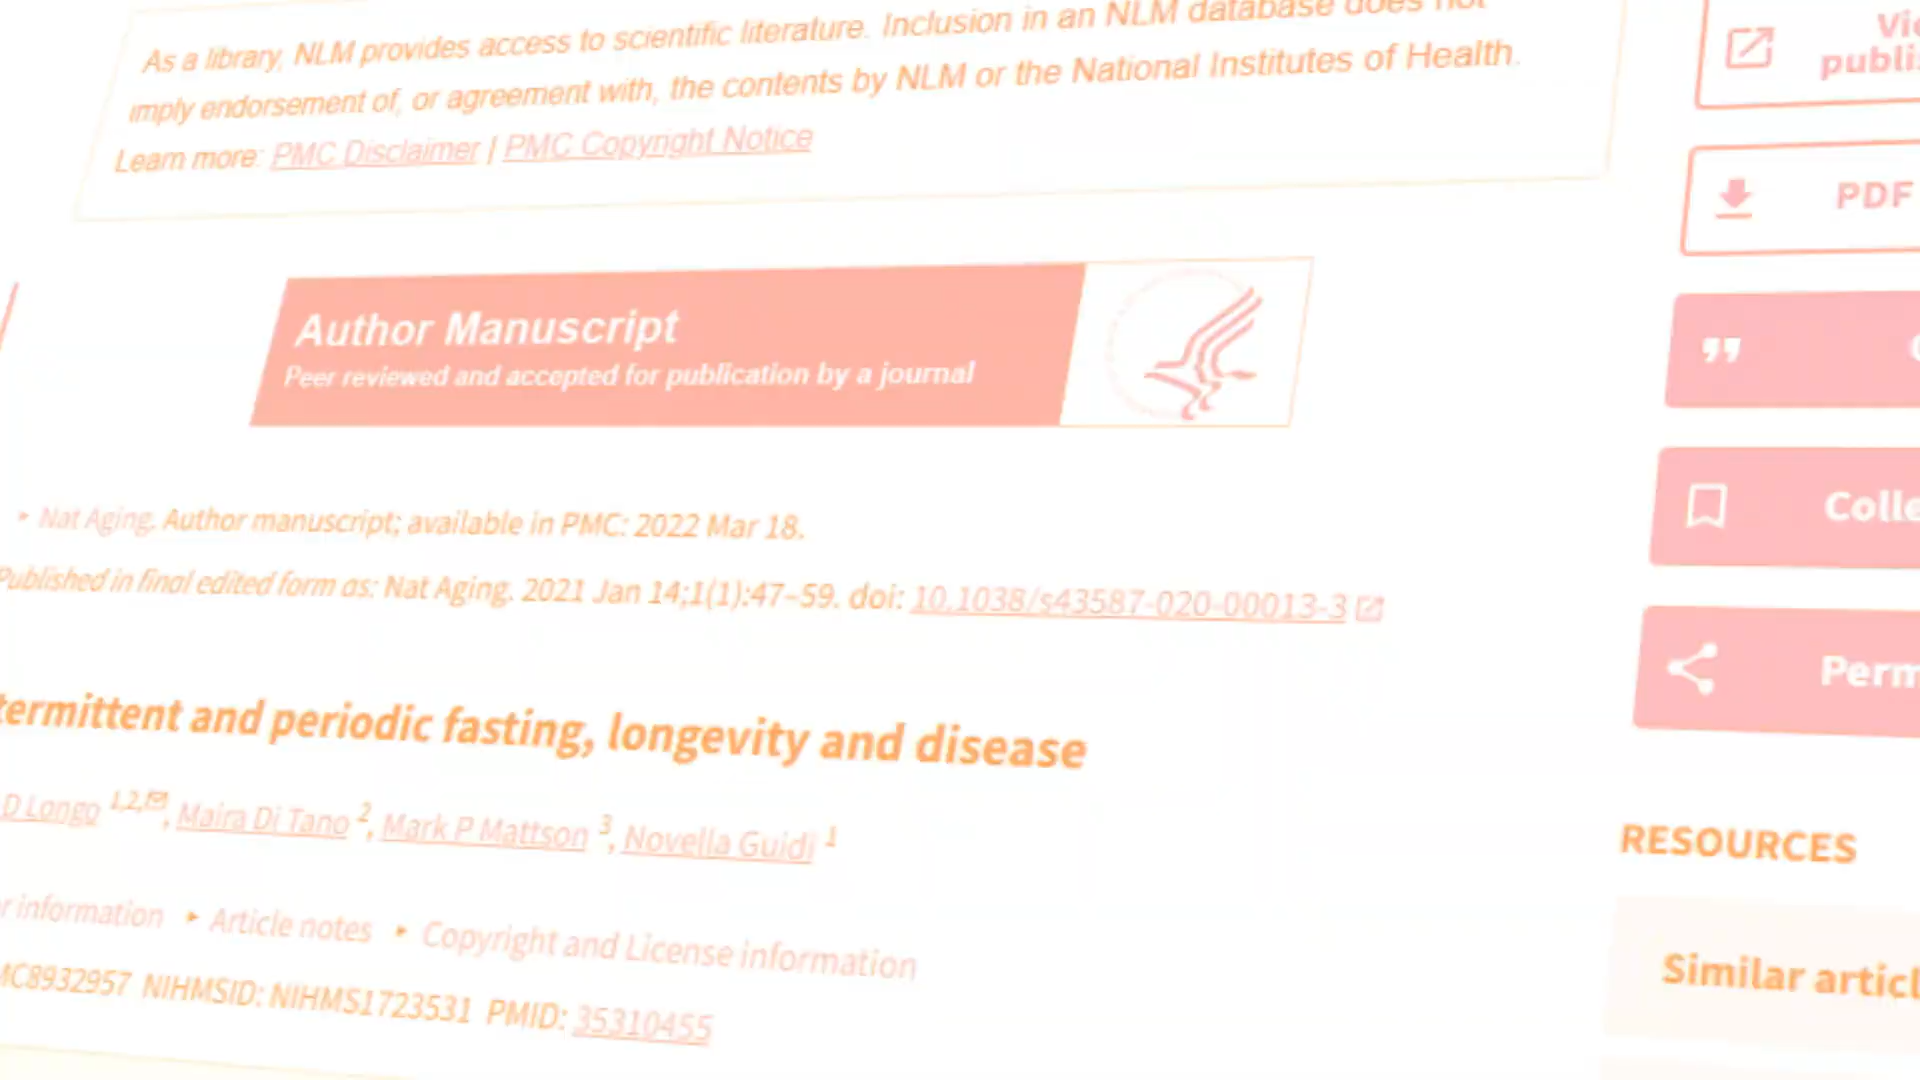 As a library, NLM provides access to scientific literature. Inclusion in an NLM database does not
imply endorsement of, or agreement with, the contents by NLM or the National Institutes of Health.
Learn more: PMC Disclaimer | PMC Copyright Notice
Author Manuscript
Peer reviewed and accepted for publication by a journal
Nat Aging. Author manuscript; available in PMC: 2022 Mar 18.
Published in final edited form as: Nat Aging. 2021 Jan 14;1(1):47–59. doi: 10.1038/s43587-020-00013-3
termittent and periodic fasting, longevity and disease
D Longo 1,2,✉, Maira Di Tano 2, Mark P Mattson 3, Novella Guidi 1
r information ▸ Article notes ▸ Copyright and License information
MC8932957 NIHMSID: NIHMS1723531 PMID: 35310455
PDF
Colle
Perm
RESOURCES
Similar articl